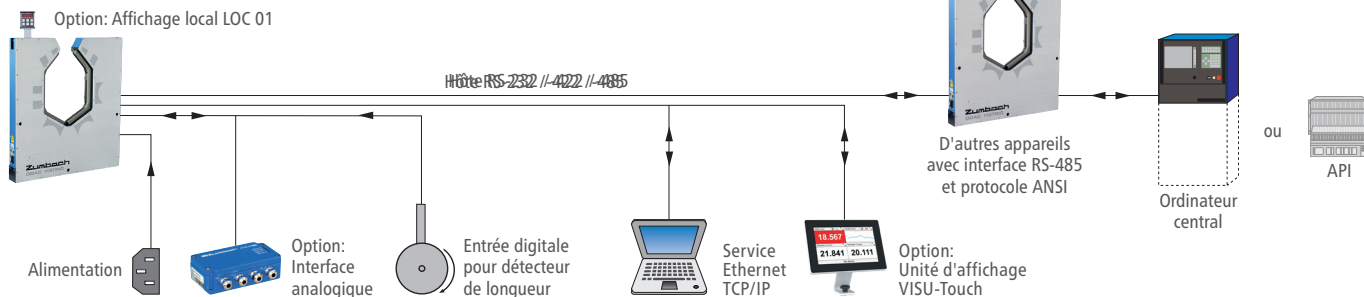 Option: Affichage local LOC 01
Hôte RS-232 / -422 / -485
Zumbach
Zumbach
D'autres appareils
avec interface RS-485
et protocole ANSI
ou
API
Ordinateur
central
Alimentation
Option:
Interface
analogique
Entrée digitale
pour détecteur
de longueur
Service
Ethernet
TCP/IP
18.567
21.841 20.111
Option:
Unité d'affichage
VISU-Touch